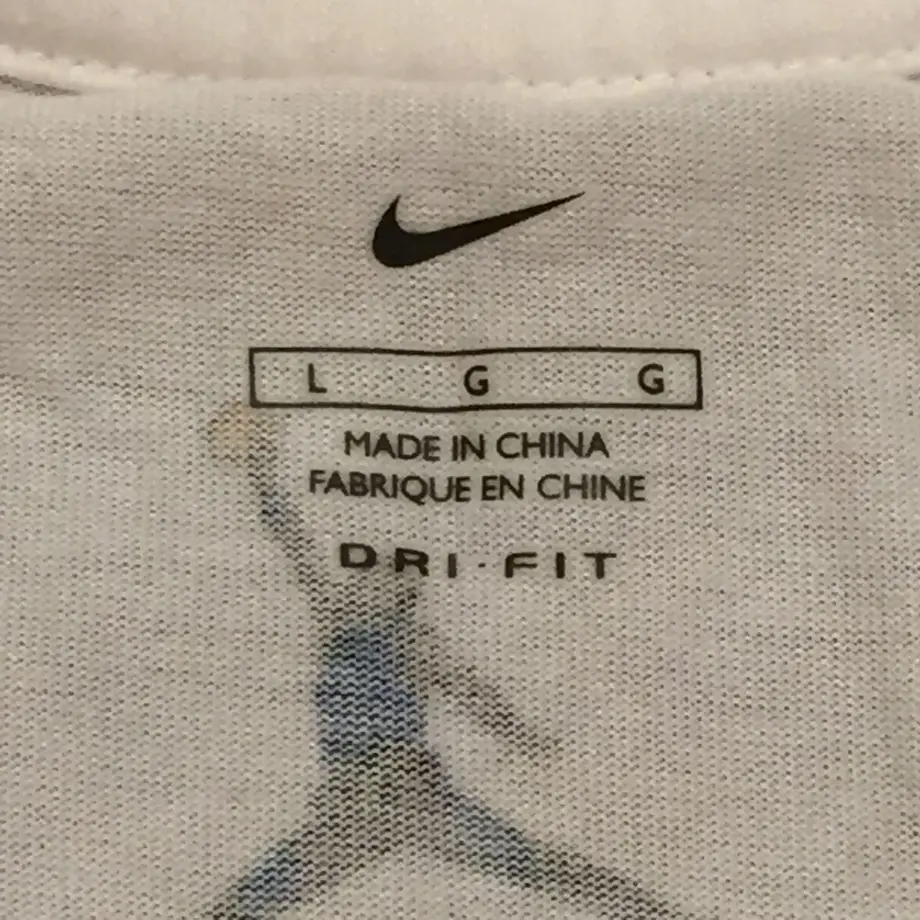 L G G
MADE IN CHINA
FABRIQUE EN CHINE
DRI-FIT